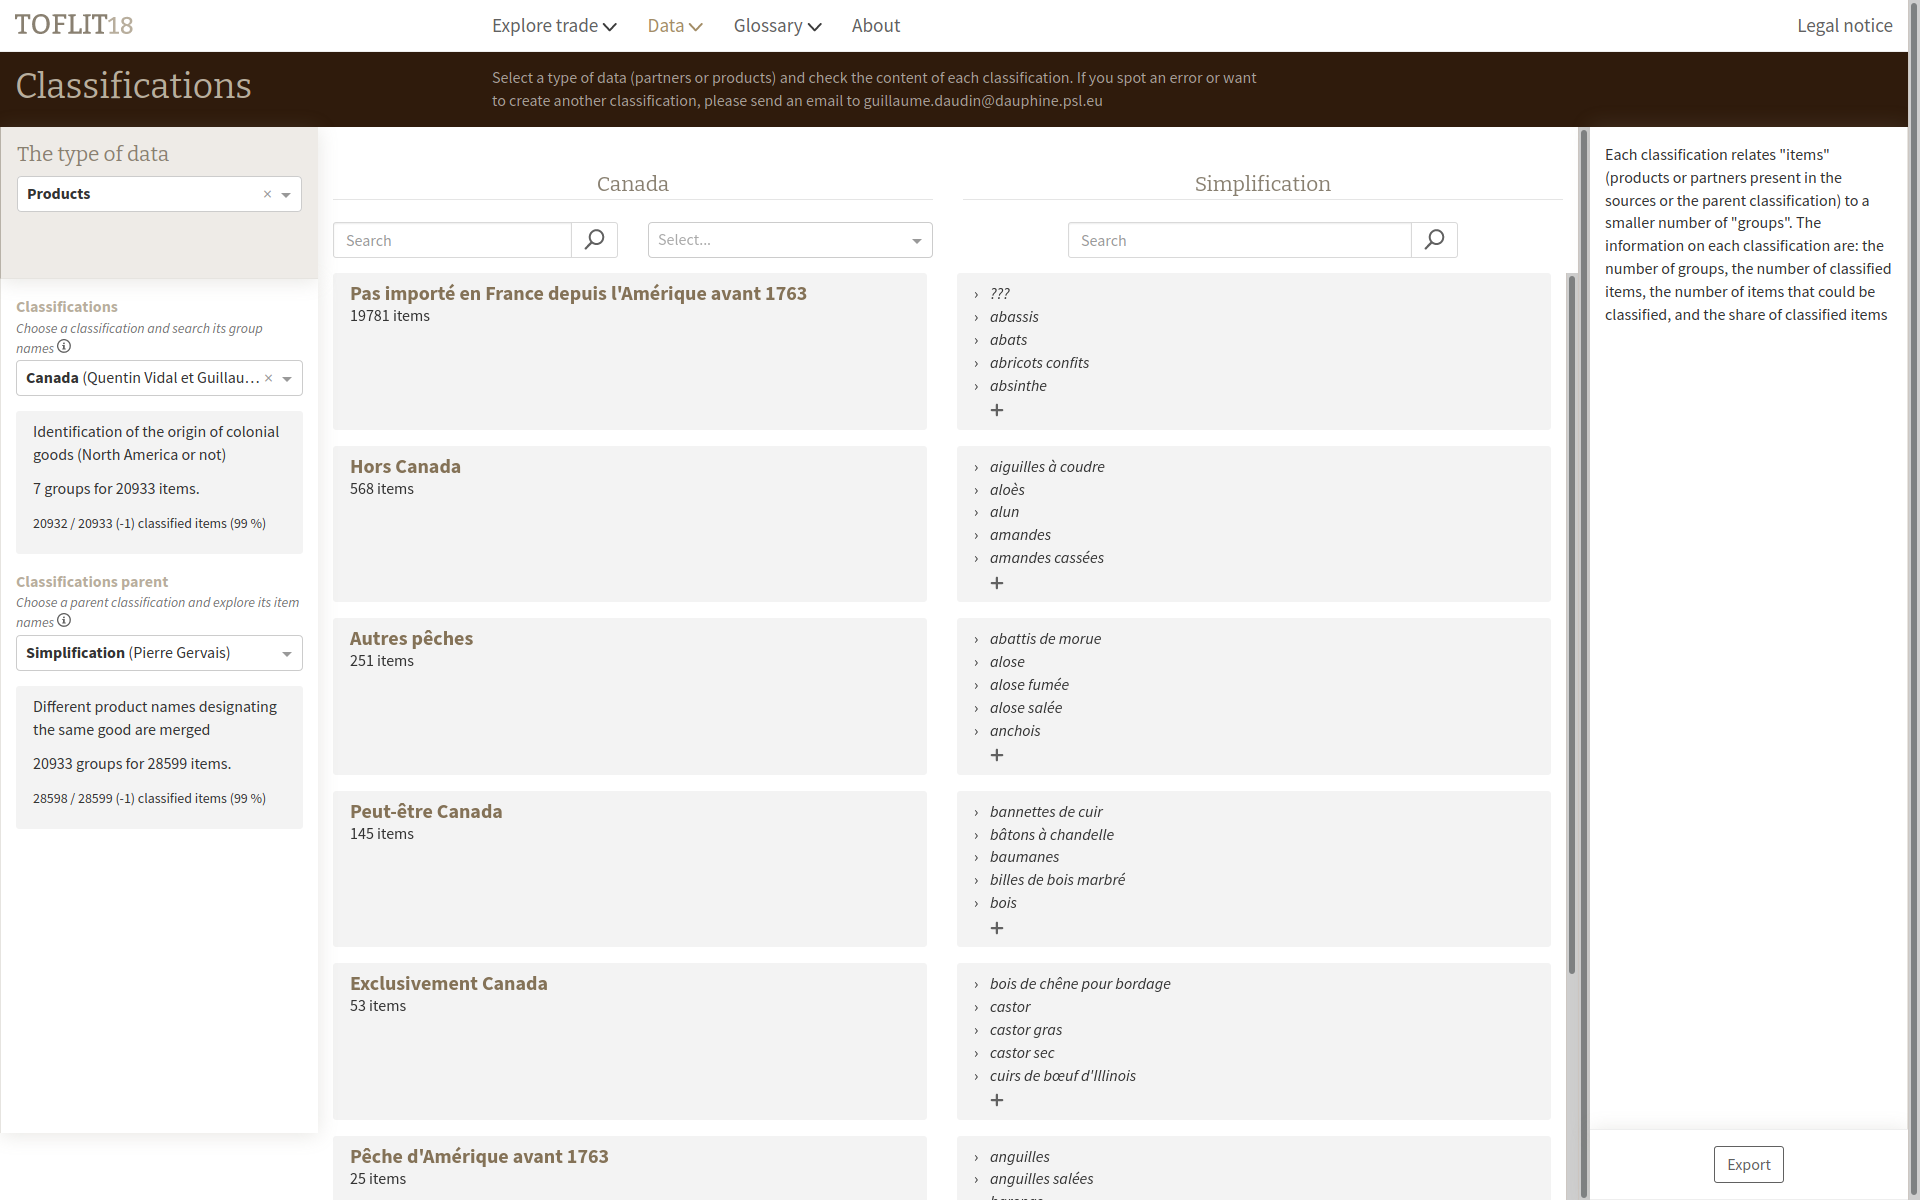 TOFLIT18
Explore trade
Data
Glossary
About
Legal notice
Classifications
Select a type of data (partners or products) and check the content of each classification. If you spot an error or want
to create another classification, please send an email to guillaume.daudin@dauphine.psl.eu
The type of data
Products
Classifications
Choose a classification and search its group
names
Canada (Quentin Vidal et Guillau...
Identification of the origin of colonial
goods (North America or not)
7 groups for 20933 items.
20932 / 20933 (-1) classified items (99 %)
Classifications parent
Choose a parent classification and explore its item
names
Simplification (Pierre Gervais)
Different product names designating
the same good are merged
20933 groups for 28599 items.
28598 / 28599 (-1) classified items (99 %)
Canada
Search
Select...
Simplification
Search
Pas importé en France depuis l'Amérique avant 1763
19781 items
› ???
› abassis
› abats
› abricots confits
› absinthe
Hors Canada
568 items
› aiguilles à coudre
› aloès
› alun
› amandes
› amandes cassées
Autres pêches
251 items
› abattis de morue
› alose
› alose fumée
› alose salée
› anchois
Peut-être Canada
145 items
› bannettes de cuir
› bâtons à chandelle
› baumanes
› billes de bois marbré
› bois
Exclusivement Canada
53 items
› bois de chêne pour bordage
› castor
› castor gras
› castor sec
› cuirs de bœuf d'Illinois
Pêche d'Amérique avant 1763
25 items
› anguilles
› anguilles salées
Each classification relates "items"
(products or partners present in the
sources or the parent classification) to a
smaller number of "groups". The
information on each classification are: the
number of groups, the number of classified
items, the number of items that could be
classified, and the share of classified items
Export